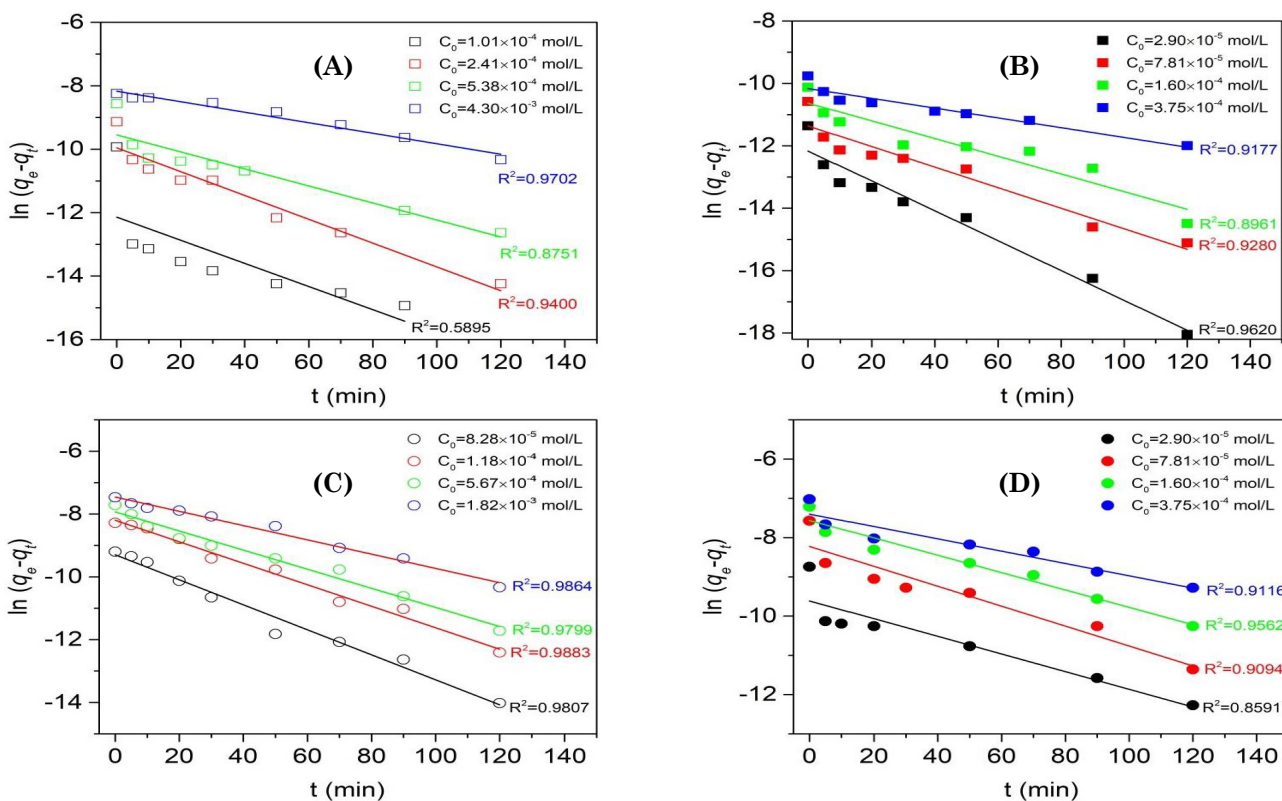 (A)
C₀=1.01×10⁻⁴ mol/L
C₀=2.41×10⁻⁴ mol/L
C₀=5.38×10⁻⁴ mol/L
C₀=4.30×10⁻³ mol/L
-6
-8
-10
-12
-14
-16
ln (qₑ-qₜ)
R²=0.9702
R²=0.8751
R²=0.9400
R²=0.5895
0 20 40 60 80 100 120 140
t (min)
(B)
C₀=2.90×10⁻⁵ mol/L
C₀=7.81×10⁻⁵ mol/L
C₀=1.60×10⁻⁴ mol/L
C₀=3.75×10⁻⁴ mol/L
-8
-10
-12
-14
-16
-18
ln (qₑ-qₜ)
R²=0.9177
R²=0.8961
R²=0.9280
R²=0.9620
0 20 40 60 80 100 120 140
t (min)
(C)
C₀=8.28×10⁻⁵ mol/L
C₀=1.18×10⁻⁴ mol/L
C₀=5.67×10⁻⁴ mol/L
C₀=1.82×10⁻³ mol/L
-6
-8
-10
-12
-14
ln (qₑ-qₜ)
R²=0.9864
R²=0.9799
R²=0.9883
R²=0.9807
0 20 40 60 80 100 120 140
t (min)
(D)
C₀=2.90×10⁻⁵ mol/L
C₀=7.81×10⁻⁵ mol/L
C₀=1.60×10⁻⁴ mol/L
C₀=3.75×10⁻⁴ mol/L
-6
-8
-10
-12
ln (qₑ-qₜ)
R²=0.9116
R²=0.9562
R²=0.9094
R²=0.8591
0 20 40 60 80 100 120 140
t (min)